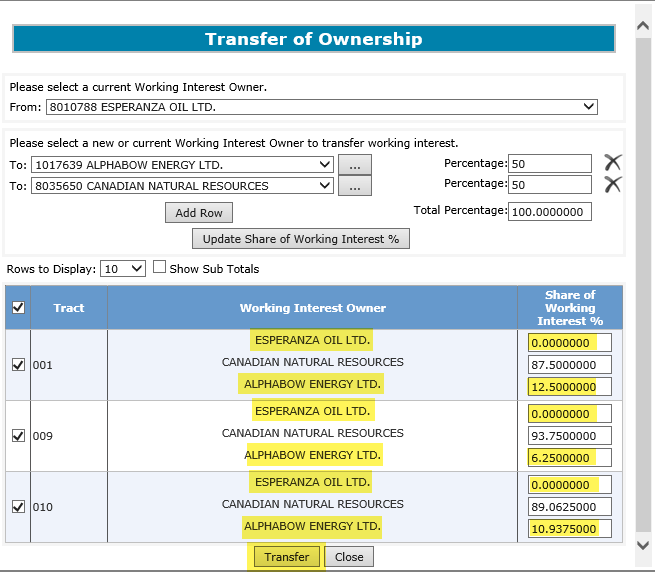 Transfer of Ownership
Please select a current Working Interest Owner.
From: 8010788 ESPERANZA OIL LTD.
Please select a new or current Working Interest Owner to transfer working interest.
To: 1017639 ALPHABOW ENERGY LTD. ... Percentage: 50
To: 8035650 CANADIAN NATURAL RESOURCES ... Percentage: 50
Add Row Total Percentage: 100.0000000
Update Share of Working Interest %
Rows to Display: 10 Show Sub Totals
Tract Working Interest Owner Share of Working Interest %
ESPERANZA OIL LTD. 0.0000000
001 CANADIAN NATURAL RESOURCES 87.5000000
ALPHABOW ENERGY LTD. 12.5000000
ESPERANZA OIL LTD. 0.0000000
009 CANADIAN NATURAL RESOURCES 93.7500000
ALPHABOW ENERGY LTD. 6.2500000
ESPERANZA OIL LTD. 0.0000000
010 CANADIAN NATURAL RESOURCES 89.0625000
ALPHABOW ENERGY LTD. 10.9375000
Transfer Close